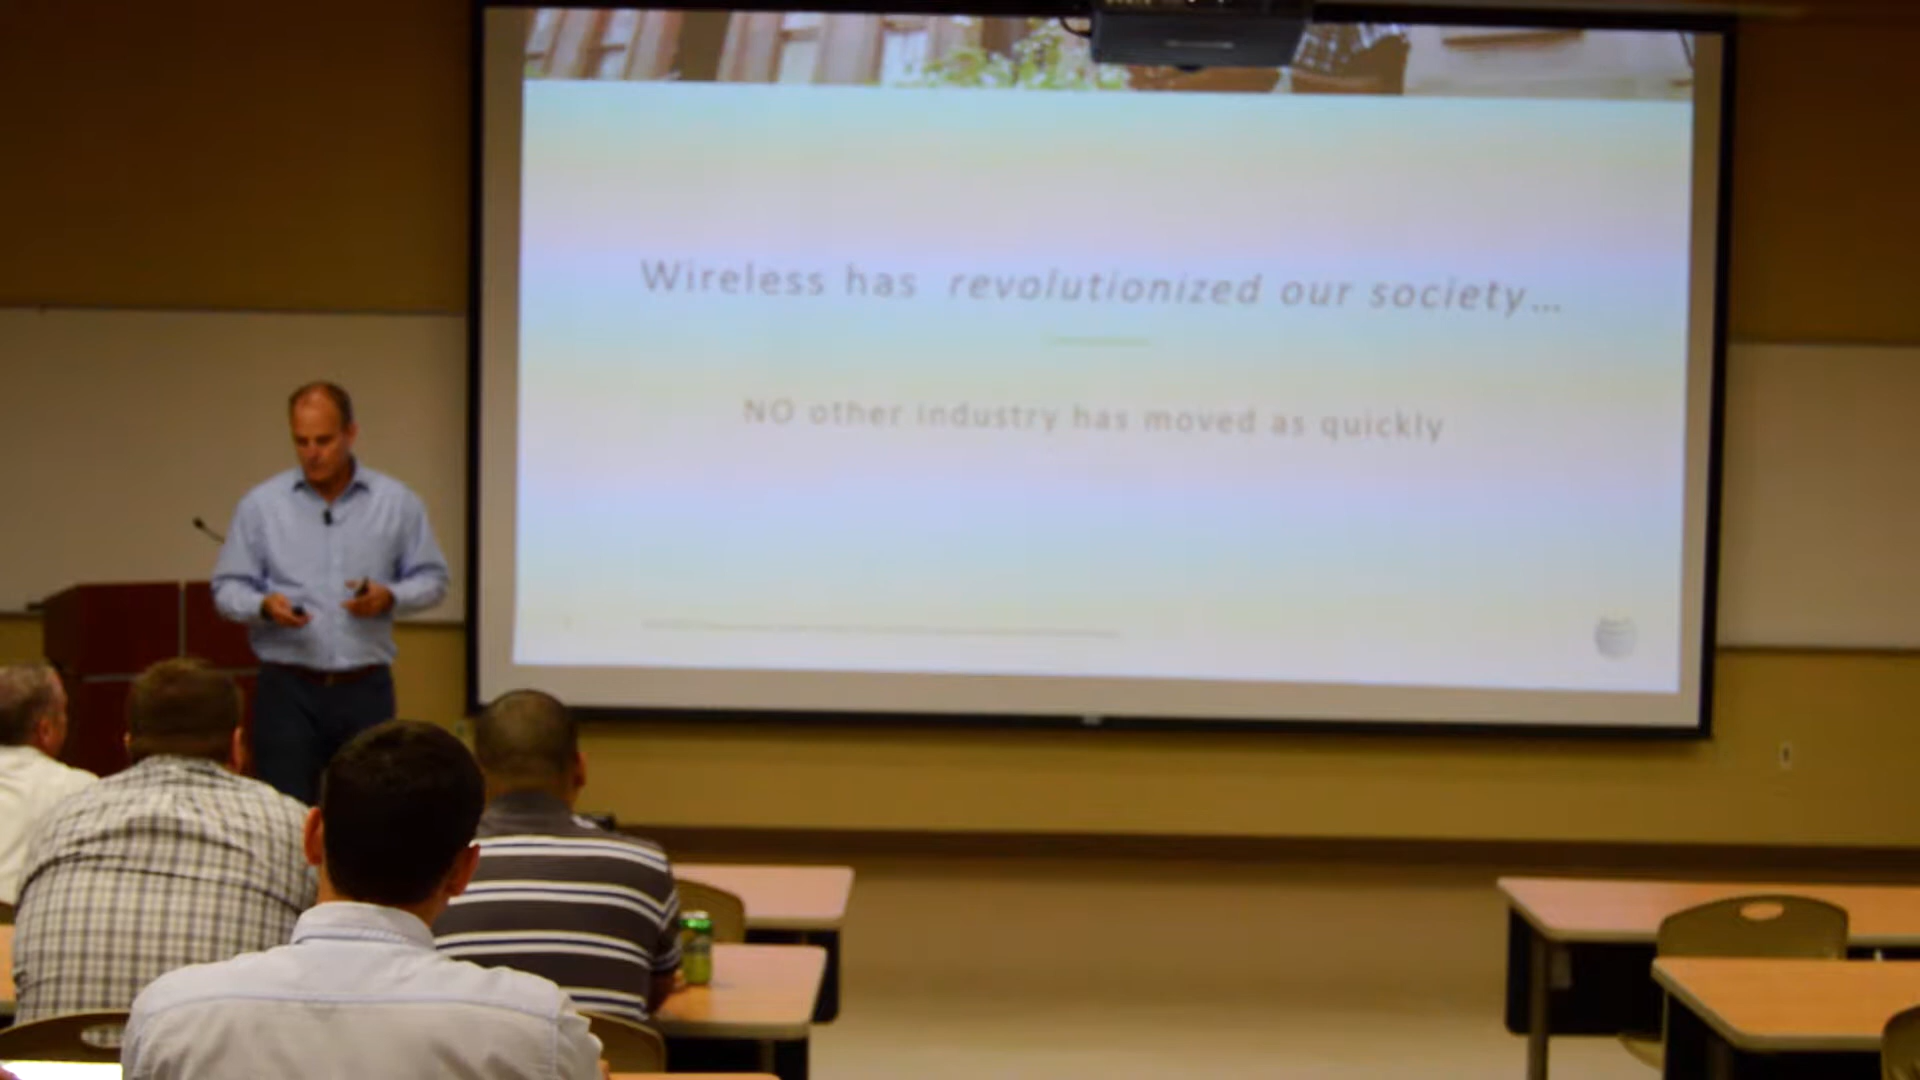 Wireless has revolutionized our society...
NO other industry has moved as quickly